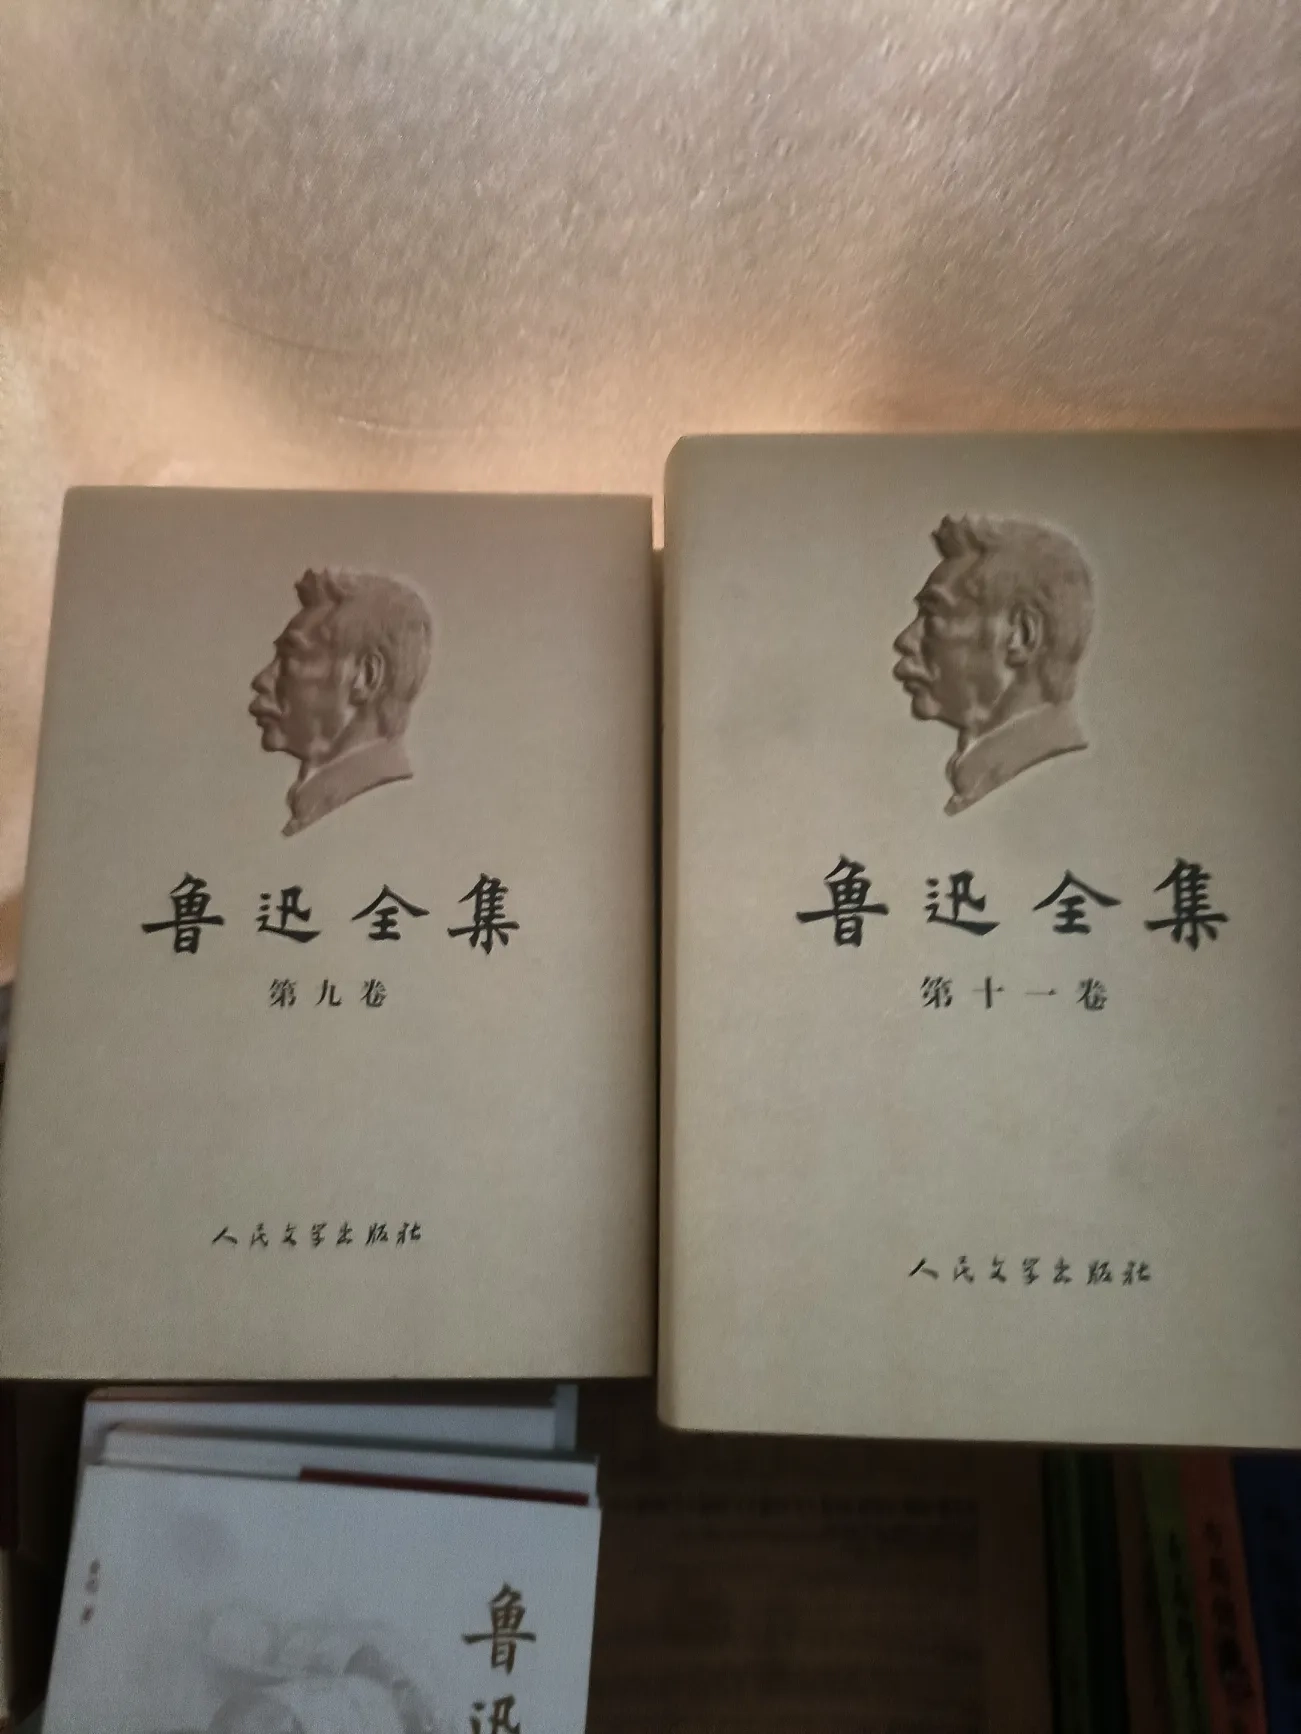 鲁迅全集
第九卷
人民文学出版社
鲁迅全集
第十一卷
人民文学出版社
鲁
迅